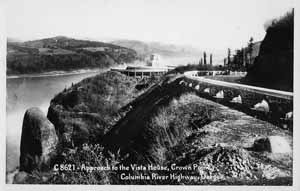 C 8621 - Approach to the Vista House, Crown Point,
Columbia River Highway, Oregon